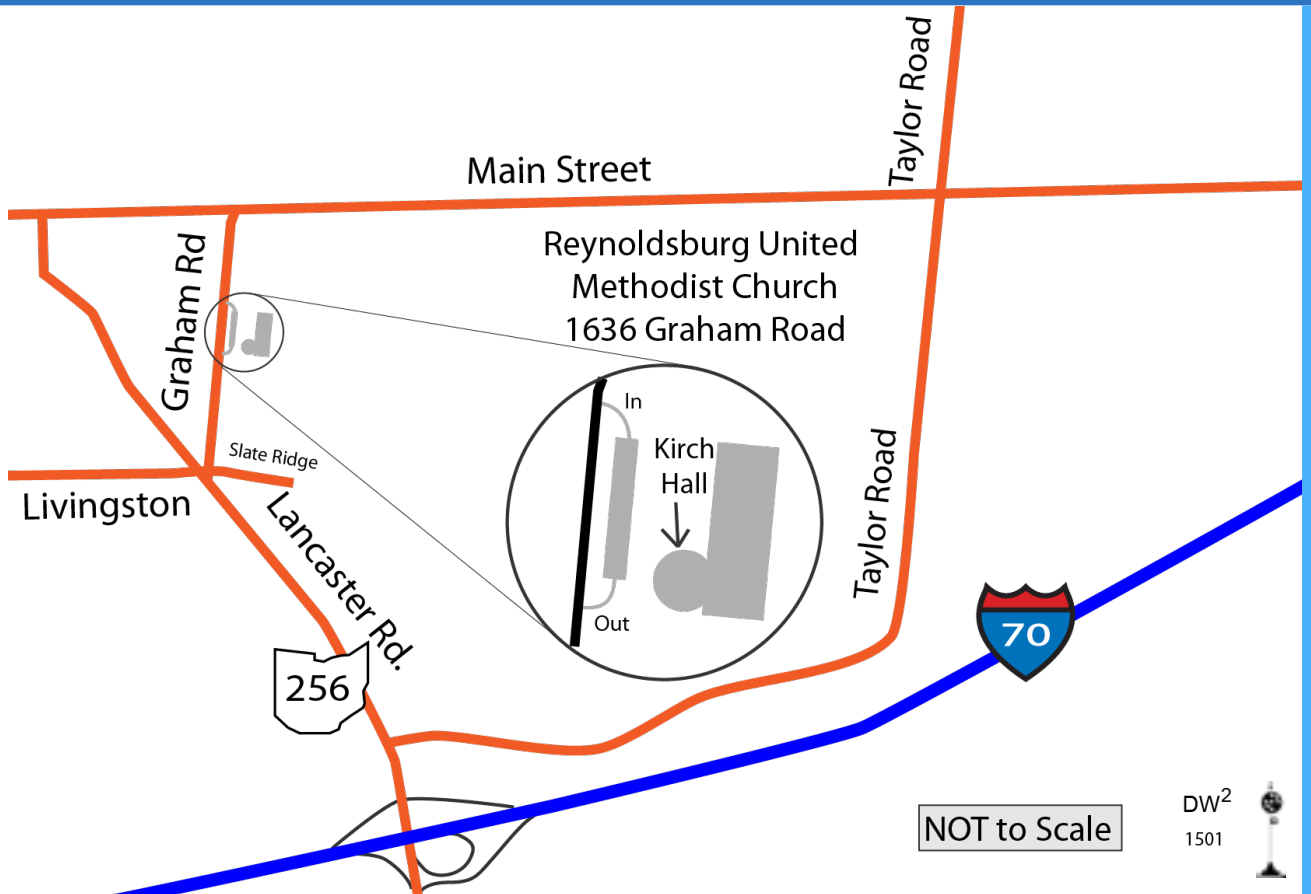 Taylor Road
Main Street
Reynoldsburg United
Methodist Church
1636 Graham Road
Graham Rd
In
Kirch
Hall
Slate Ridge
Livingston
Lancaster Rd.
Out
Taylor Road
70
256
NOT to Scale
DW²
1501